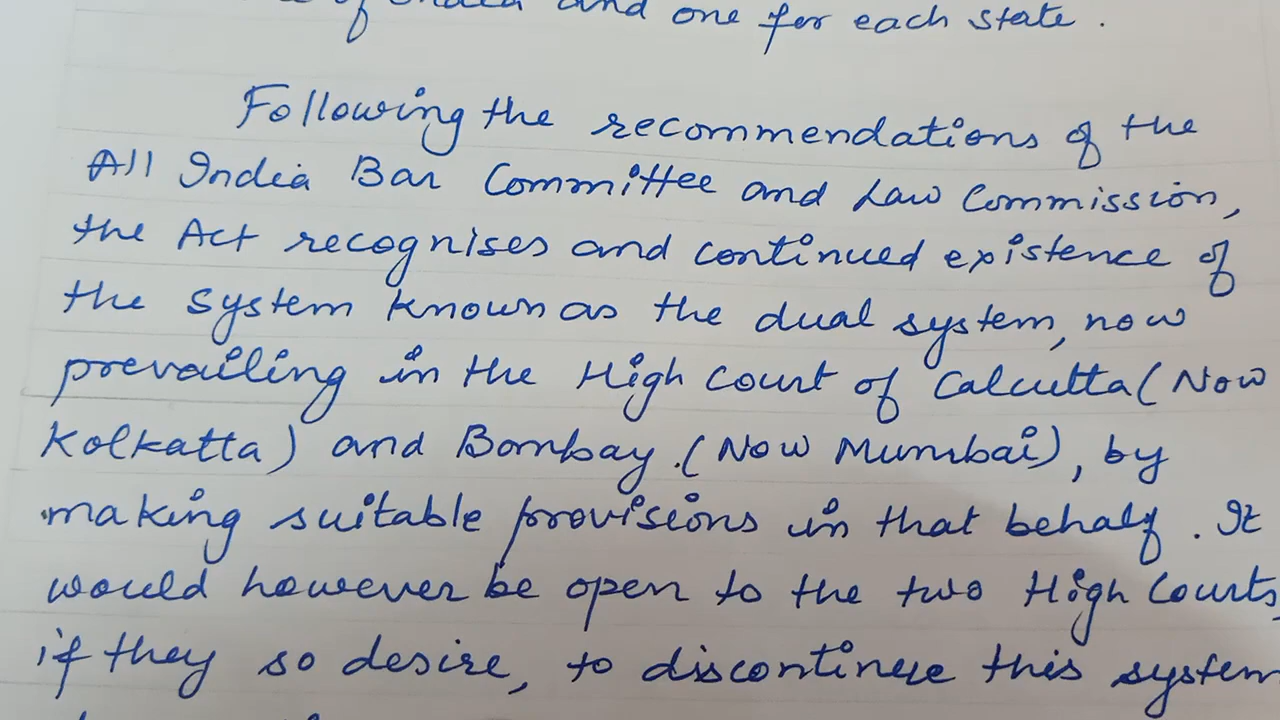 of India and one for each state.
Following the recommendations of the
All India Bar Committee and Law Commission,
the Act recognises and continued existence of
the system known as the dual system, now
prevailing in the High Court of Calcutta (Now
Kolkatta) and Bombay. (Now Mumbai), by
making suitable provisions in that behalf. It
would however be open to the two High Courts,
if they so desire, to discontinue this system